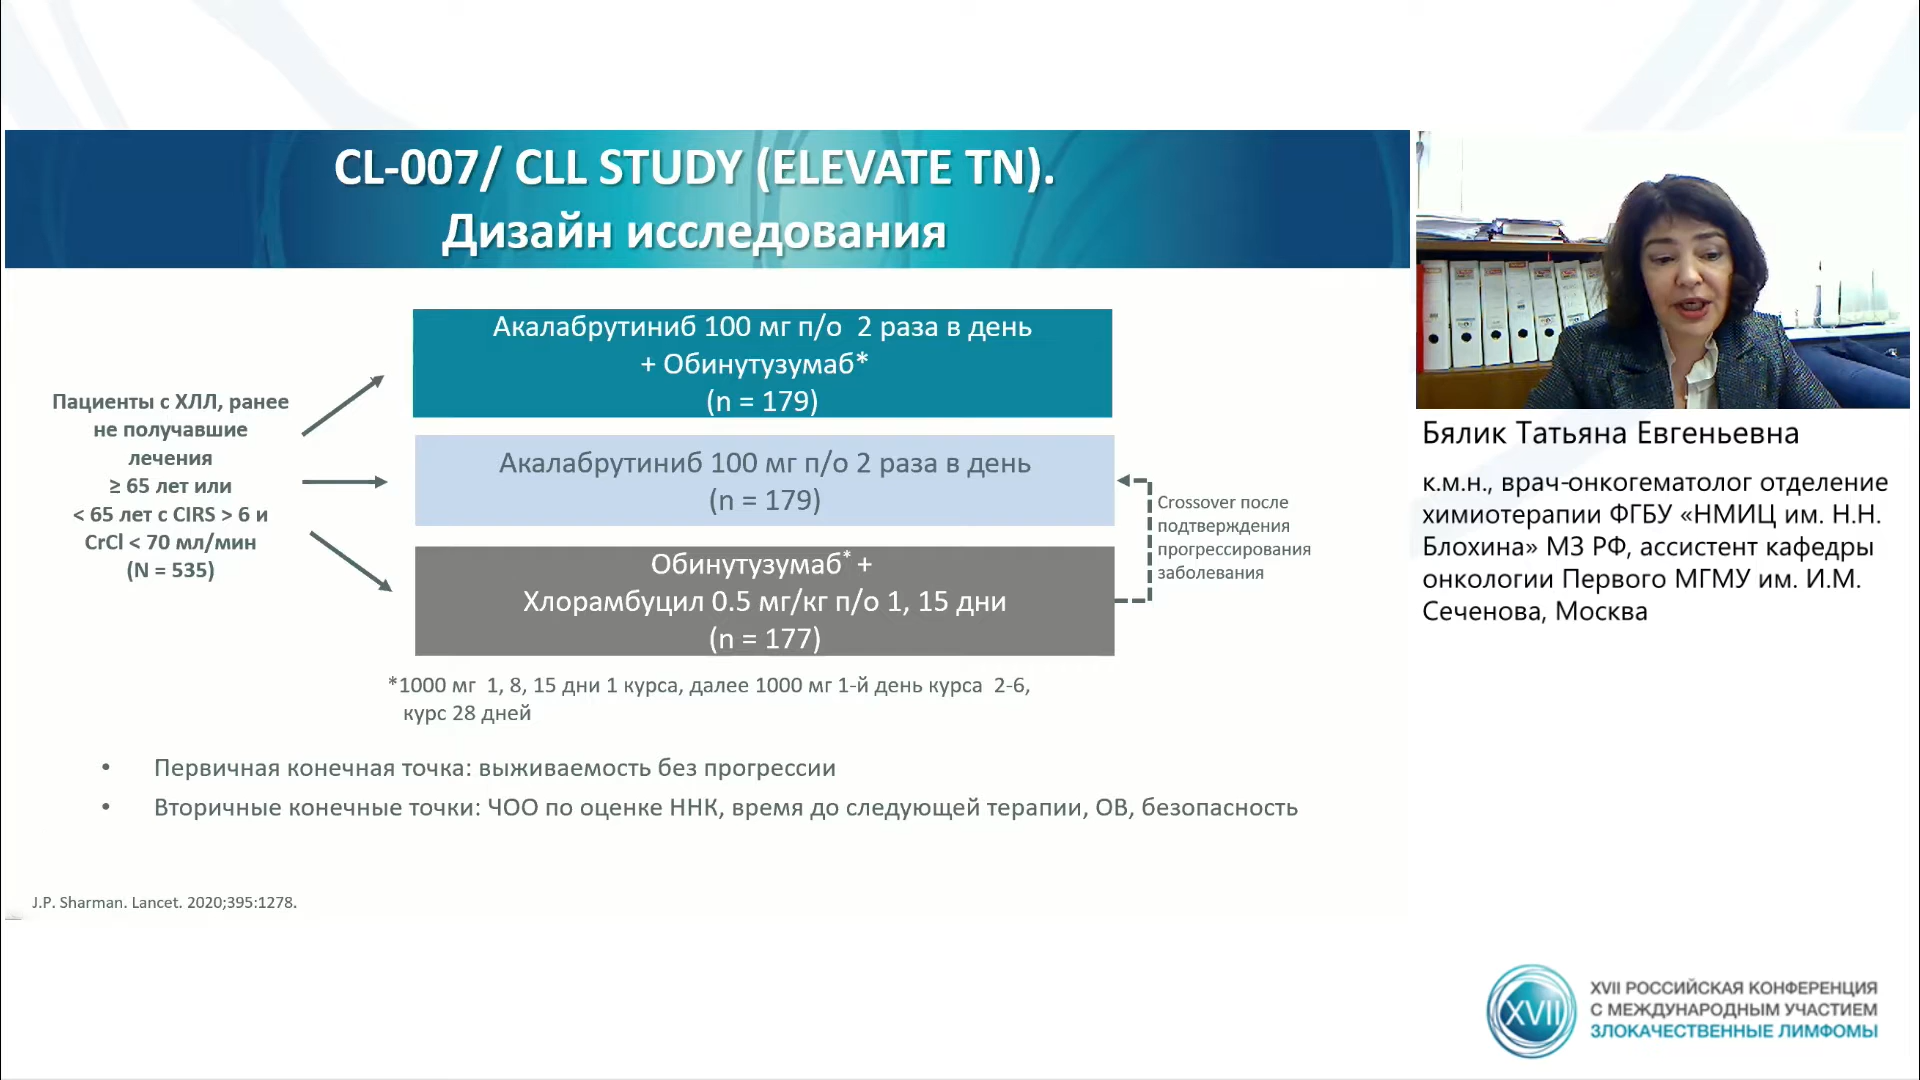 CL-007/ CLL STUDY (ELEVATE TN).
Дизайн исследования
Пациенты с ХЛЛ, ранее
не получавшие
лечения
≥ 65 лет или
< 65 лет с CIRS > 6 и
CrCl < 70 мл/мин
(N = 535)
Акалабрутиниб 100 мг п/о 2 раза в день
+ Обинутузумаб*
(n = 179)
Акалабрутиниб 100 мг п/о 2 раза в день
(n = 179)
Обинутузумаб* +
Хлорамбуцил 0.5 мг/кг п/о 1, 15 дни
(n = 177)
Crossover после
подтверждения
прогрессирования
заболевания
*1000 мг 1, 8, 15 дни 1 курса, далее 1000 мг 1-й день курса 2-6,
курс 28 дней
• Первичная конечная точка: выживаемость без прогрессии
• Вторичные конечные точки: ЧОО по оценке ННК, время до следующей терапии, ОВ, безопасность
J.P. Sharman. Lancet. 2020;395:1278.
Бялик Татьяна Евгеньевна
к.м.н., врач-онкогематолог отделение
химиотерапии ФГБУ «НМИЦ им. Н.Н.
Блохина» МЗ РФ, ассистент кафедры
онкологии Первого МГМУ им. И.М.
Сеченова, Москва
XVII
XVII РОССИЙСКАЯ КОНФЕРЕНЦИЯ
С МЕЖДУНАРОДНЫМ УЧАСТИЕМ
ЗЛОКАЧЕСТВЕННЫЕ ЛИМФОМЫ